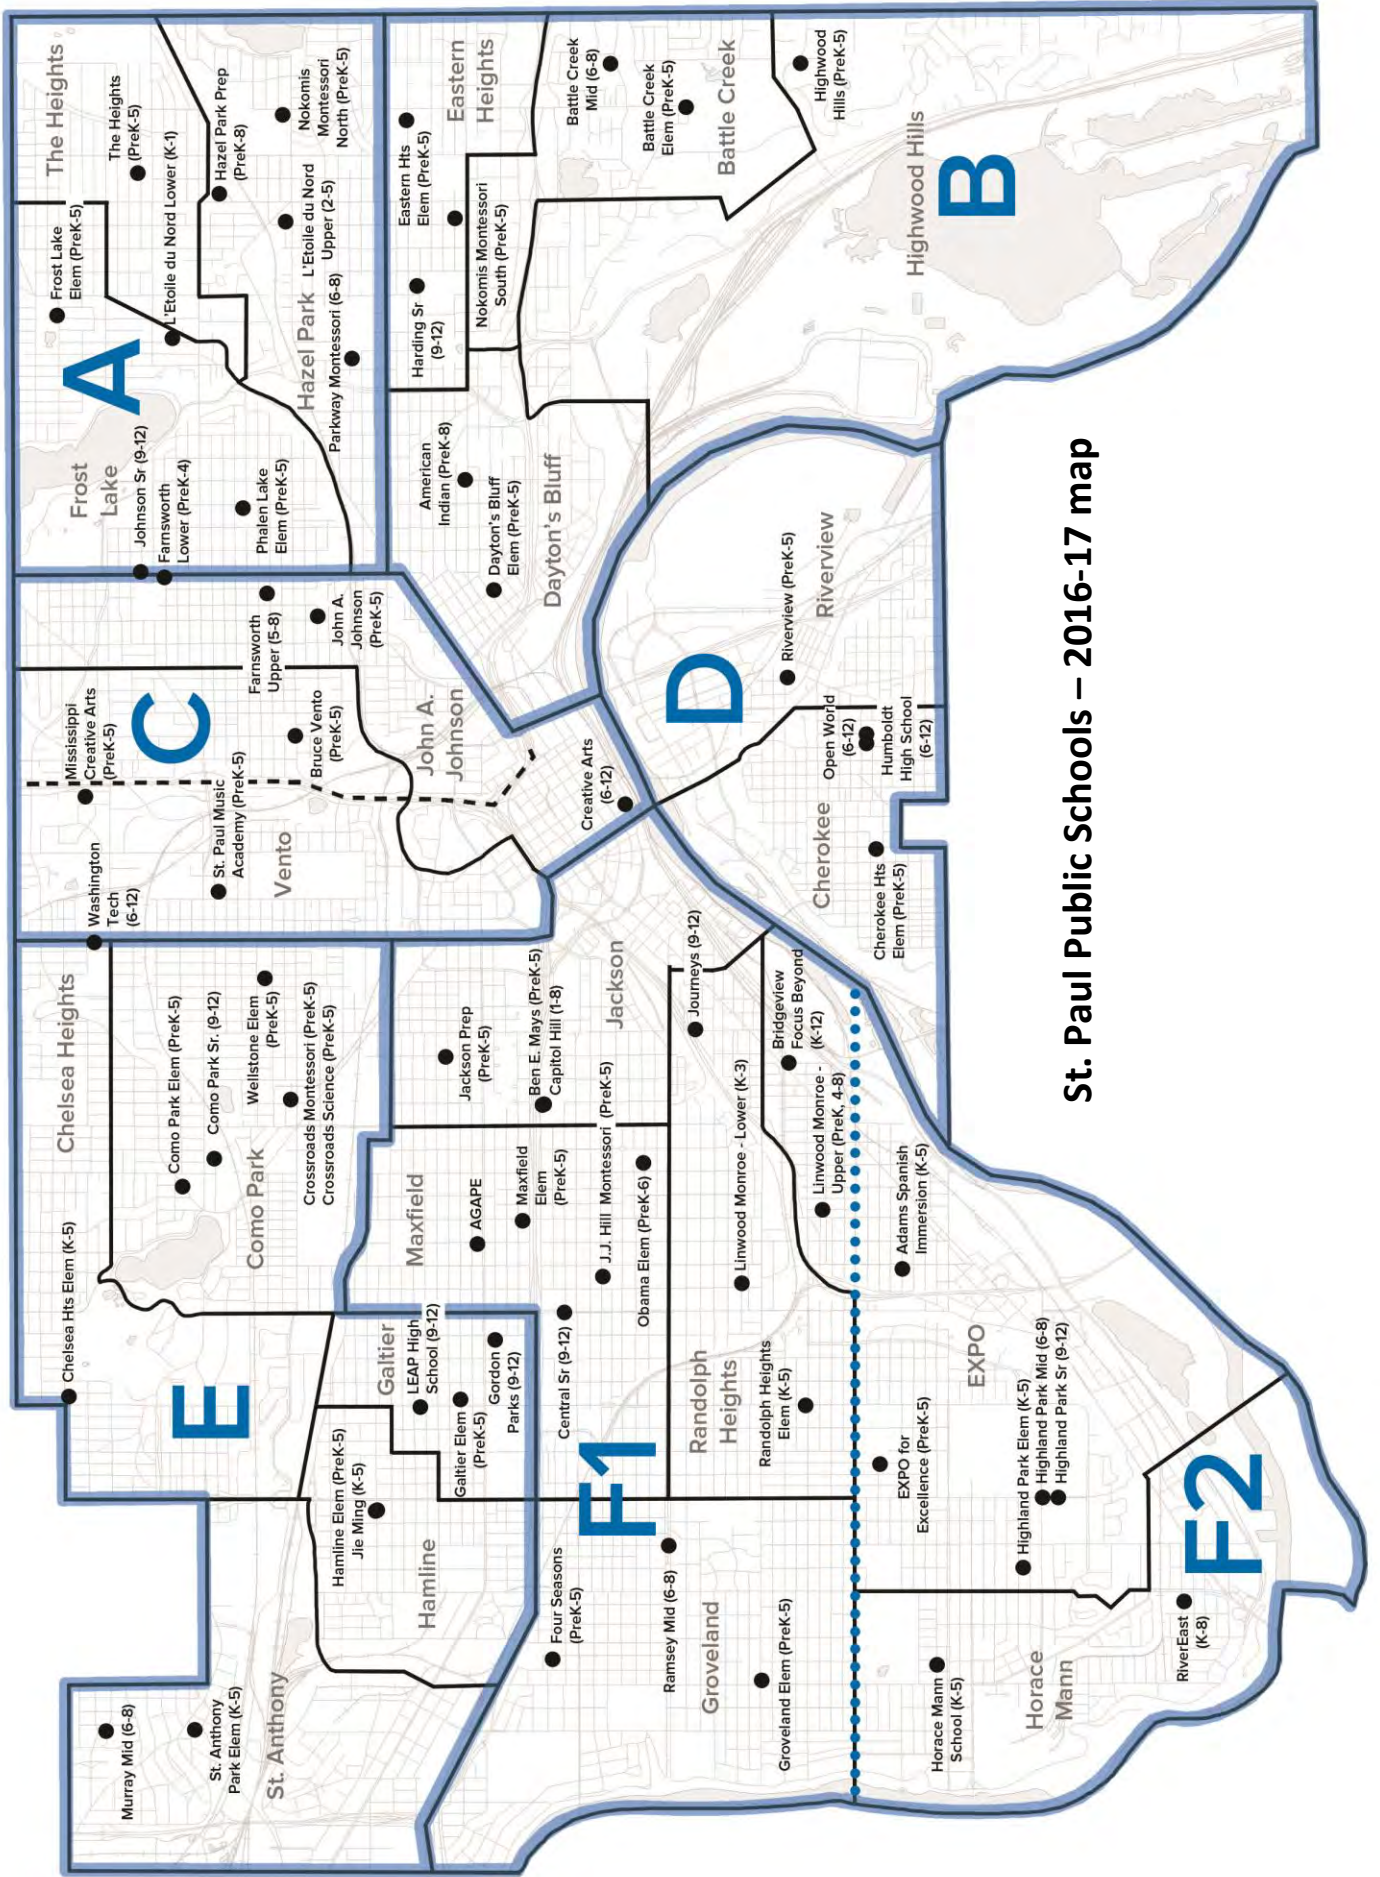 St. Paul Public Schools – 2016-17 map
A
The Heights
The Heights
(PreK-5)
Frost Lake
Elem (PreK-5)
L'Etoile du Nord Lower (K-1)
Hazel Park Prep
(PreK-8)
Nokomis
Montessori
North (PreK-5)
L'Etoile du Nord
Upper (2-5)
Hazel Park
Parkway Montessori (6-8)
Frost
Lake
Johnson Sr (9-12)
Farnsworth
Lower (PreK-4)
Phalen Lake
Elem (PreK-5)
B
Eastern
Heights
Eastern Hts
Elem (PreK-5)
Harding Sr
(9-12)
Nokomis Montessori
South (PreK-5)
Battle Creek
Mid (6-8)
Battle Creek
Elem (PreK-5)
Battle Creek
Highwood
Hills (PreK-5)
Highwood Hills
American
Indian (PreK-8)
Dayton's Bluff
Elem (PreK-5)
Dayton's Bluff
C
Mississippi
Creative Arts
(PreK-5)
Farnsworth
Upper (5-8)
John A.
Johnson
(PreK-5)
Bruce Vento
(PreK-5)
John A.
Johnson
St. Paul Music
Academy (PreK-5)
Vento
Washington
Tech
(6-12)
Creative Arts
(6-12)
D
Riverview
Riverview (PreK-5)
Open World
(6-12)
Humboldt
High School
(6-12)
Cherokee
Cherokee Hts
Elem (PreK-5)
E
Chelsea Heights
Chelsea Hts Elem (K-5)
Como Park Elem (PreK-5)
Como Park Sr. (9-12)
Wellstone Elem
(PreK-5)
Crossroads Montessori (PreK-5)
Crossroads Science (PreK-5)
Como Park
Galtier
LEAP High
School (9-12)
Galtier Elem
(PreK-5)
Gordon
Parks (9-12)
Hamline Elem (PreK-5)
Jie Ming (K-5)
Hamline
Murray Mid (6-8)
St. Anthony
Park Elem (K-5)
St. Anthony
F1
Jackson Prep
(PreK-5)
Ben E. Mays (PreK-5)
Capitol Hill (1-8)
Jackson
Maxfield
AGAPE
Maxfield
Elem
(PreK-5)
J.J. Hill Montessori (PreK-5)
Obama Elem (PreK-6)
Central Sr (9-12)
Journeys (9-12)
Bridgeview
Focus Beyond
(K-12)
Linwood Monroe - Lower (K-3)
Linwood Monroe -
Upper (PreK, 4-8)
Randolph
Heights
Randolph Heights
Elem (K-5)
Four Seasons
(PreK-5)
Ramsey Mid (6-8)
Groveland
Groveland Elem (PreK-5)
F2
Adams Spanish
Immersion (K-5)
EXPO
EXPO for
Excellence (PreK-5)
Highland Park Elem (K-5)
Highland Park Mid (6-8)
Highland Park Sr (9-12)
Horace Mann
School (K-5)
Horace
Mann
RiverEast
(K-8)